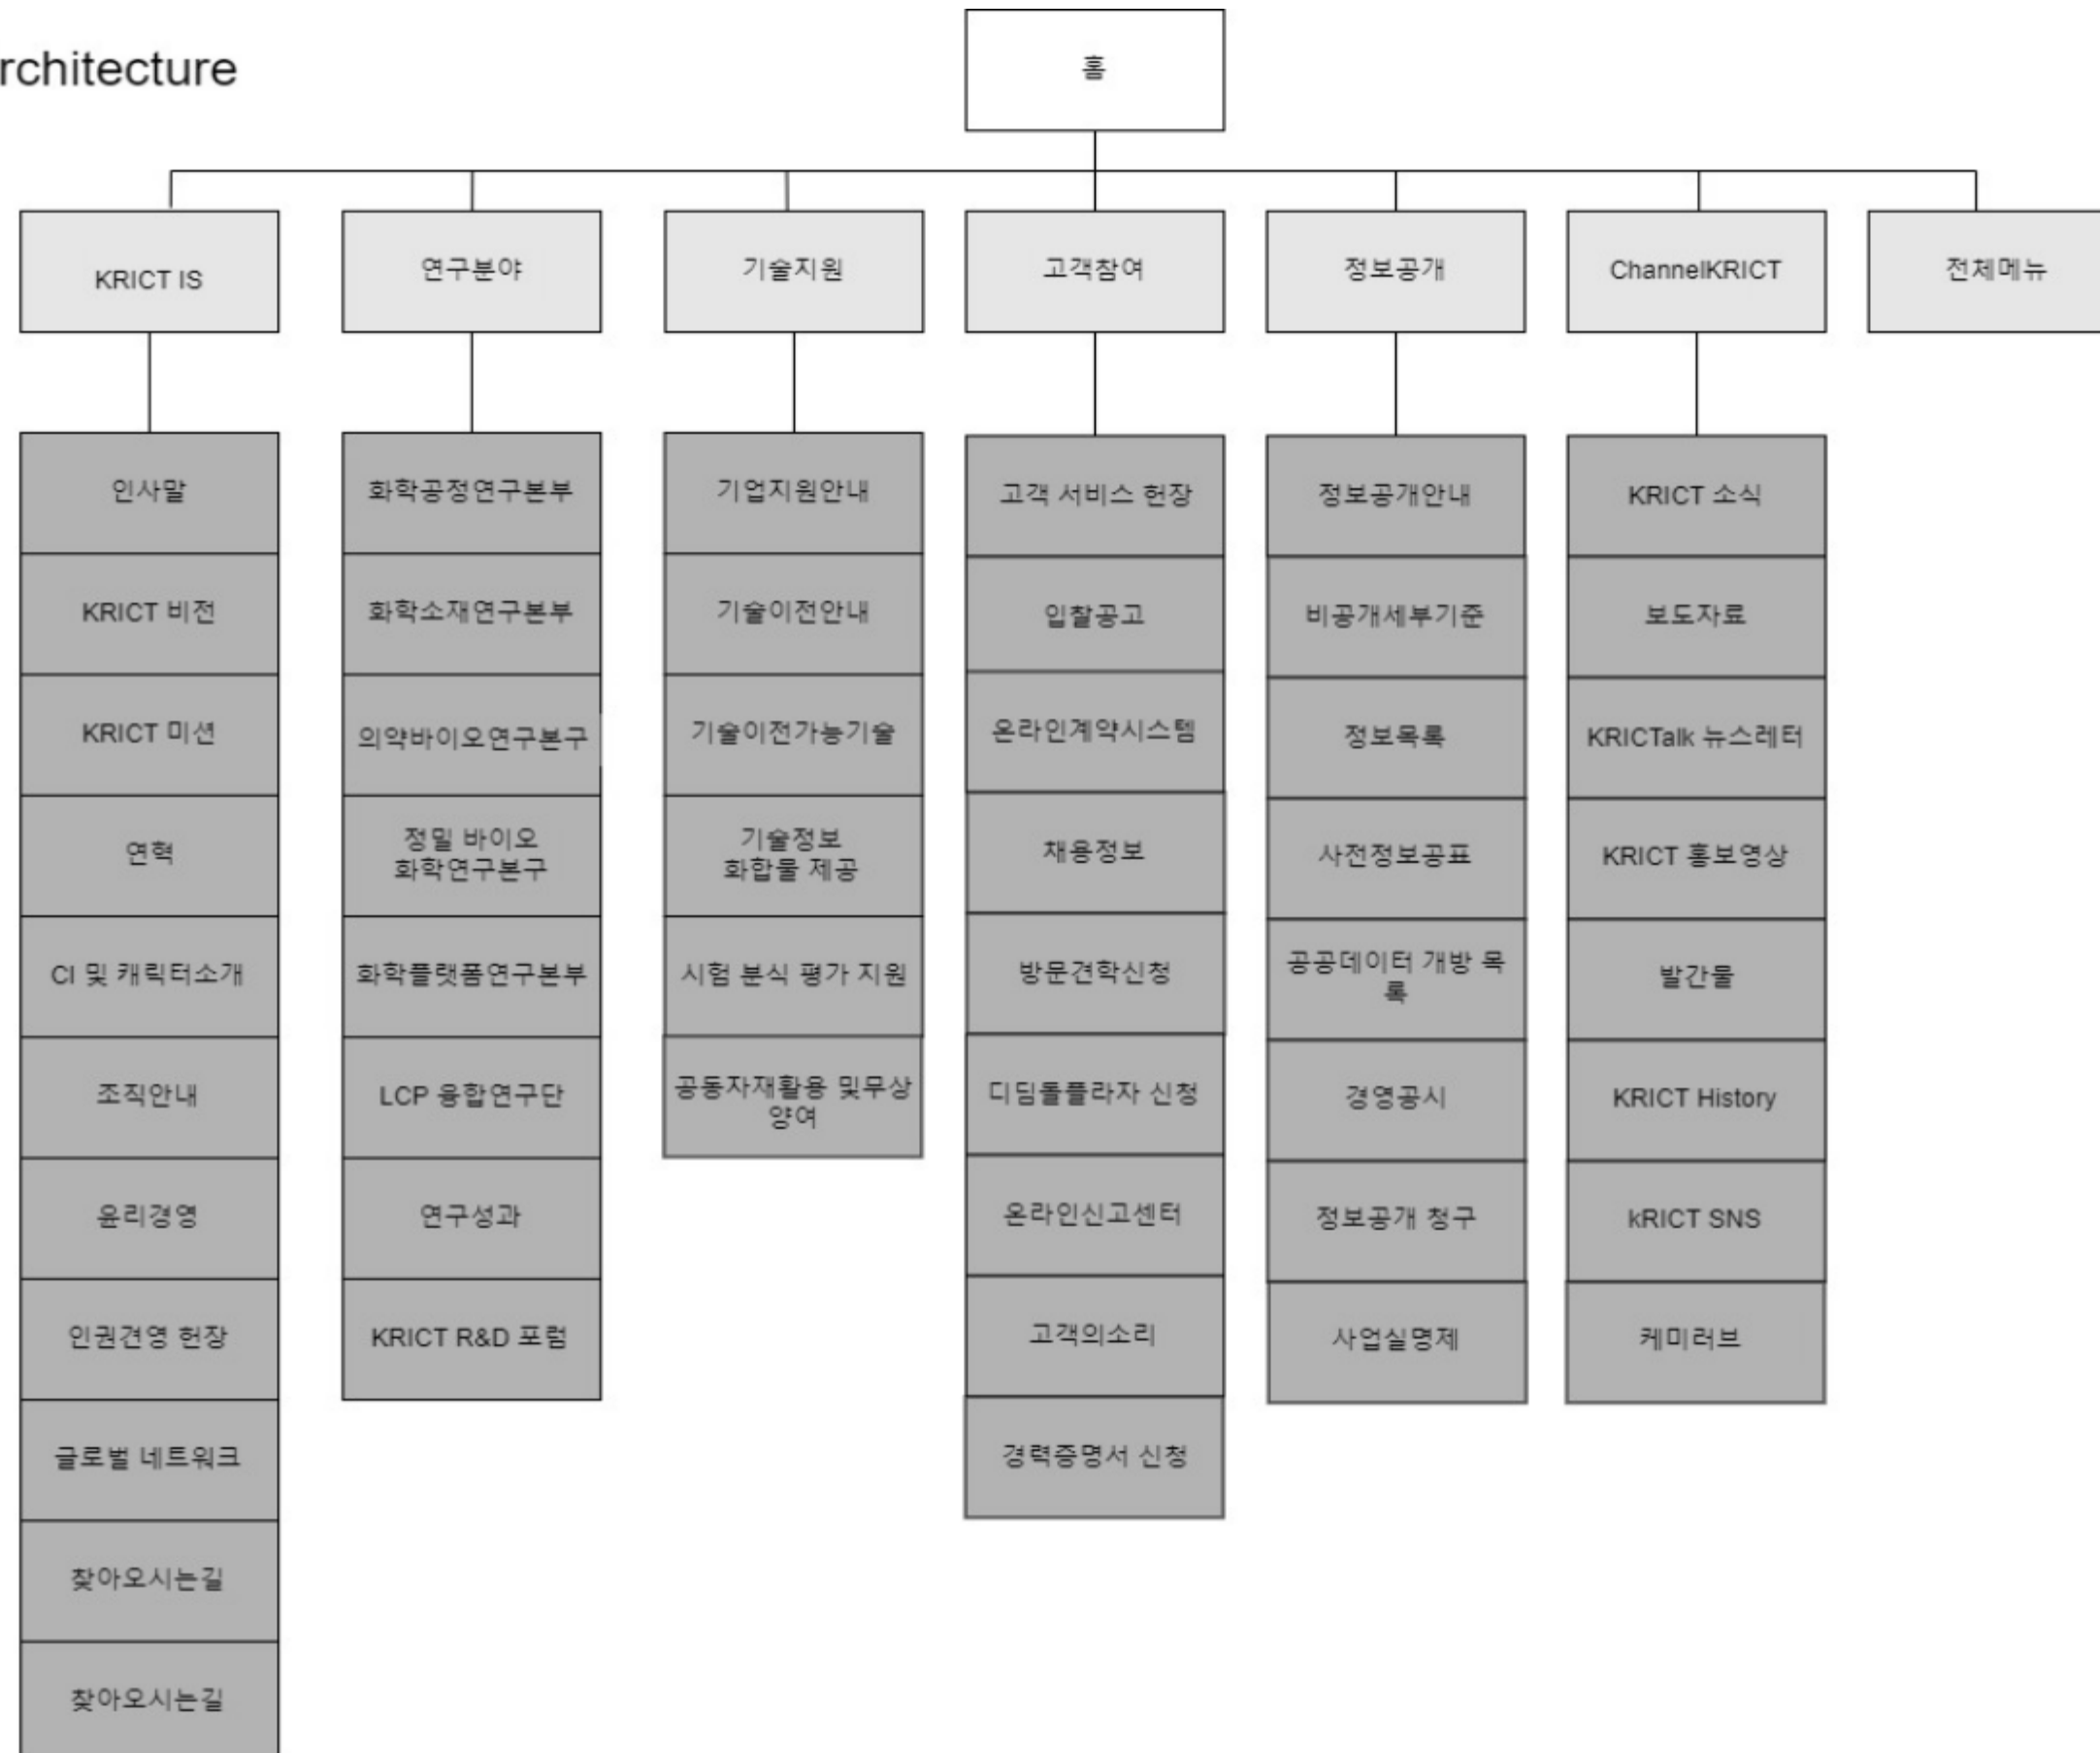 rchitecture
홈
KRICT IS
연구분야
기술지원
고객참여
정보공개
ChannelKRICT
전체메뉴
인사말
KRICT 비전
KRICT 미션
연혁
CI 및 캐릭터소개
조직안내
윤리경영
인권견영 헌장
글로벌 네트워크
찾아오시는길
찾아오시는길
화학공정연구본부
화학소재연구본부
의약바이오연구본구
정밀 바이오
화학연구본구
화학플랫폼연구본부
LCP 융합연구단
연구성과
KRICT R&D 포럼
기업지원안내
기술이전안내
기술이전가능기술
기술정보
화합물 제공
시험 분식 평가 지원
공동자재활용 및무상
양여
고객 서비스 헌장
입찰공고
온라인계약시스템
채용정보
방문견학신청
디딤돌플라자 신청
온라인신고센터
고객의소리
경력증명서 신청
정보공개안내
비공개세부기준
정보목록
사전정보공표
공공데이터 개방 목
록
경영공시
정보공개 청구
사업실명제
KRICT 소식
보도자료
KRICTalk 뉴스레터
KRICT 홍보영상
발간물
KRICT History
kRICT SNS
케미러브